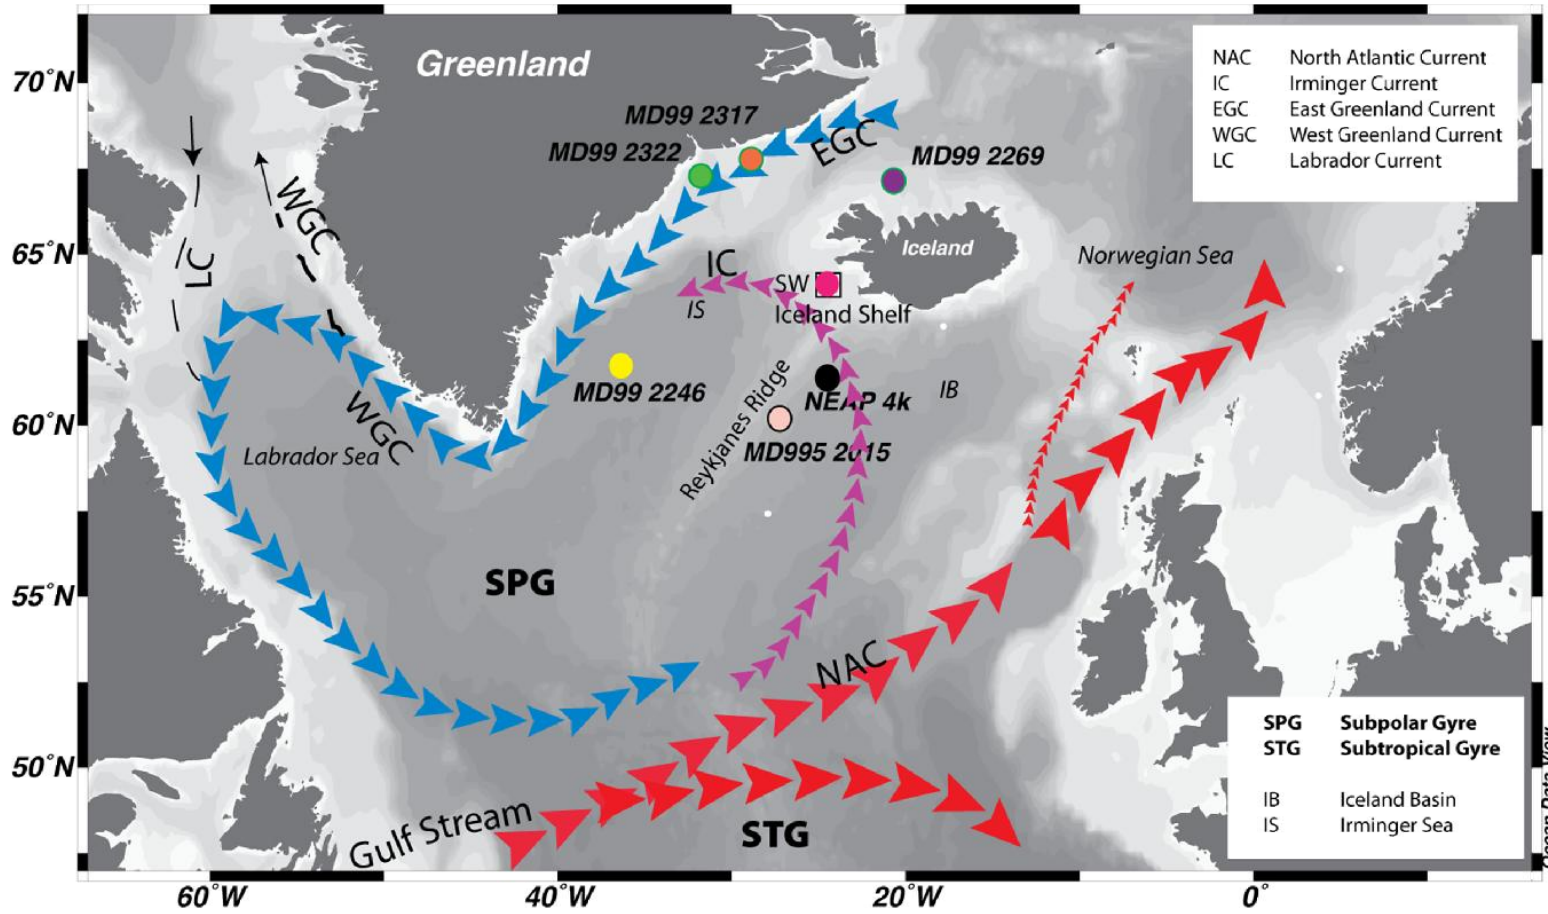 Greenland
NAC North Atlantic Current
IC Irminger Current
EGC East Greenland Current
WGC West Greenland Current
LC Labrador Current
70°N
MD99 2317
MD99 2322
EGC
MD99 2269
WGC
LC
65°N
IC
Iceland
Norwegian Sea
SW
IS
Iceland Shelf
MD99 2246
NEAP 4k
IB
60°N
WGC
Reykjanes Ridge
Labrador Sea
MD995 2015
SPG
55°N
NAC
SPG Subpolar Gyre
STG Subtropical Gyre
IB Iceland Basin
IS Irminger Sea
50°N
Gulf Stream
STG
Ocean Data View
60°W
40°W
20°W
0°